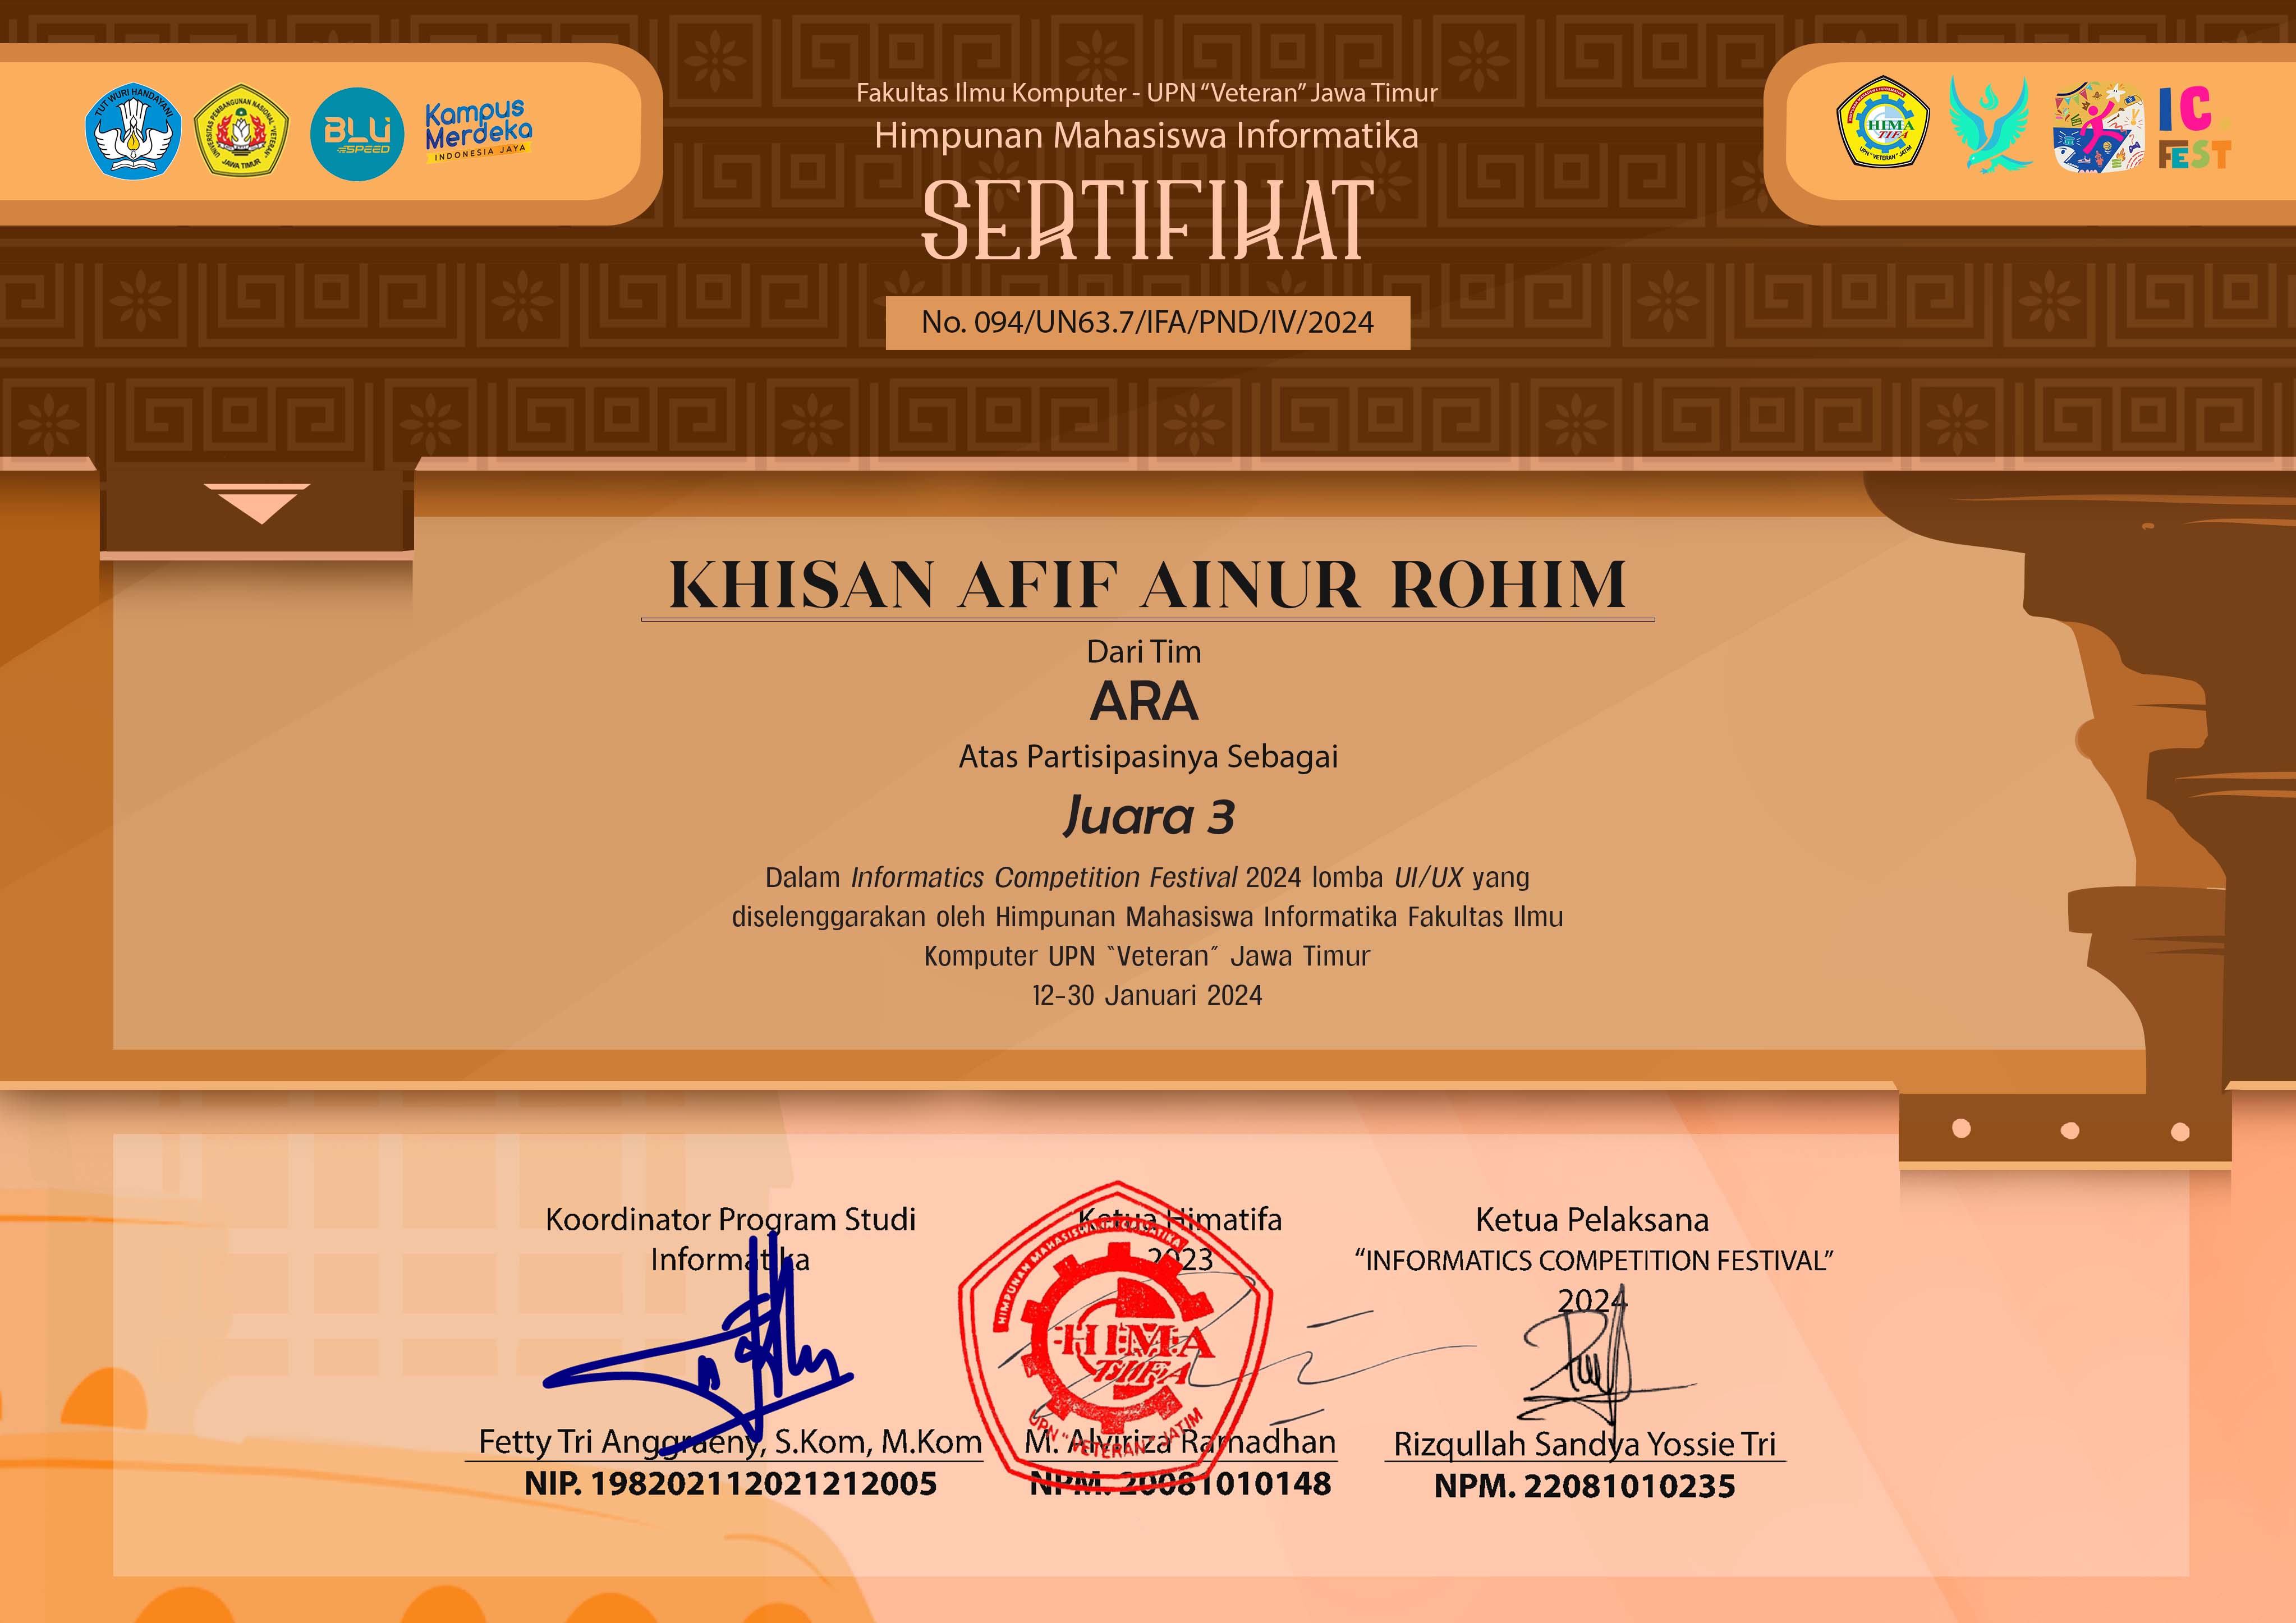 TUT WURI HANDAYANI
UNIVERSITAS PEMBANGUNAN NASIONAL "VETERAN"
JAWA TIMUR
BLU
SPEED
Kampus
Merdeka
INDONESIA JAYA
Fakultas Ilmu Komputer - UPN “Veteran” Jawa Timur
Himpunan Mahasiswa Informatika
SERTIFIKAT
No. 094/UN63.7/IFA/PND/IV/2024
HIMPUNAN MAHASISWA INFORMATIKA
HIMA
TIFA
UPN "VETERAN" JATIM
IC.
FEST
KHISAN AFIF AINUR ROHIM
Dari Tim
ARA
Atas Partisipasinya Sebagai
Juara 3
Dalam Informatics Competition Festival 2024 lomba UI/UX yang
diselenggarakan oleh Himpunan Mahasiswa Informatika Fakultas Ilmu
Komputer UPN “Veteran” Jawa Timur
12-30 Januari 2024
Koordinator Program Studi
Informatika
Fetty Tri Anggraeny, S.Kom, M.Kom
NIP. 198202112021212005
Ketua Himatifa
2023
HIMPUNAN MAHASISWA INFORMATIKA
HIMA
TIFA
UPN "VETERAN" JATIM
M. Alviriza Ramadhan
NPM. 20081010148
Ketua Pelaksana
“INFORMATICS COMPETITION FESTIVAL”
2024
Rizqullah Sandya Yossie Tri
NPM. 22081010235